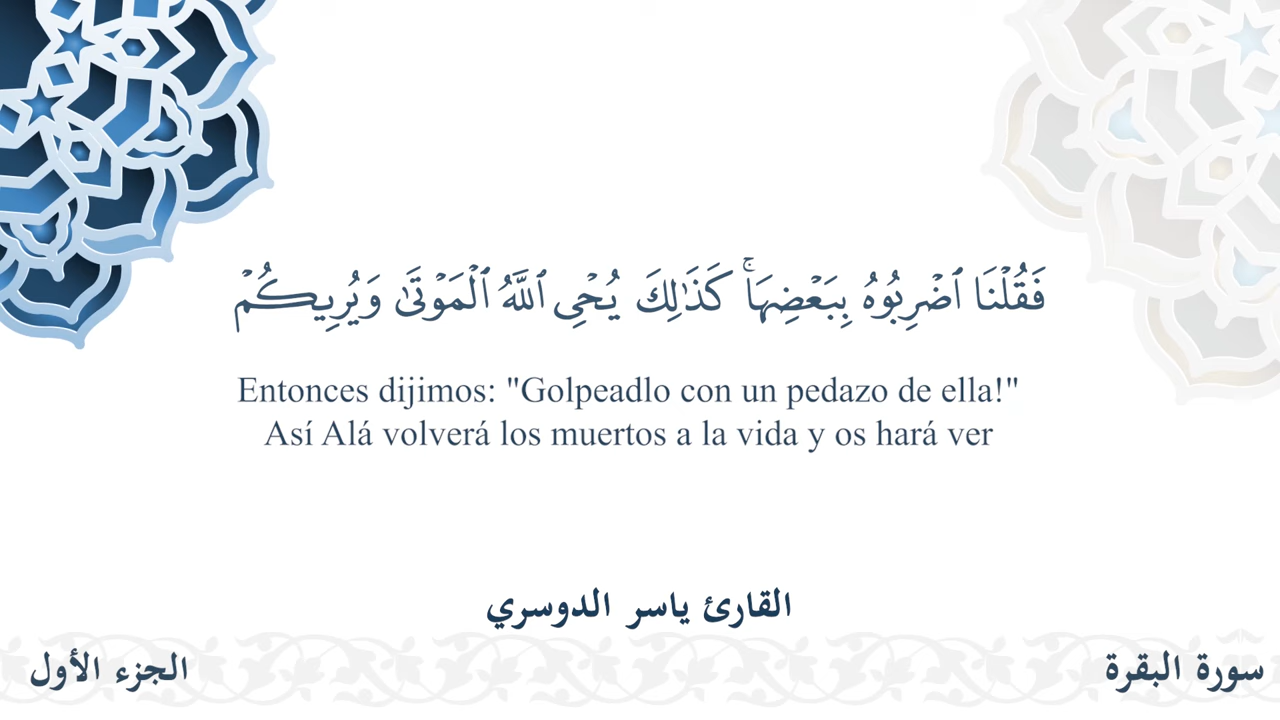 فَقُلْنَا ٱضْرِبُوهُ بِبَعْضِهَاۚ كَذَٰلِكَ يُحْىِ ٱللَّهُ ٱلْمَوْتَىٰ وَيُرِيكُمْ
Entonces dijimos: "Golpeadlo con un pedazo de ella!"
Así Alá volverá los muertos a la vida y os hará ver
القارئ ياسر الدوسري
سورة البقرة
الجزء الأول